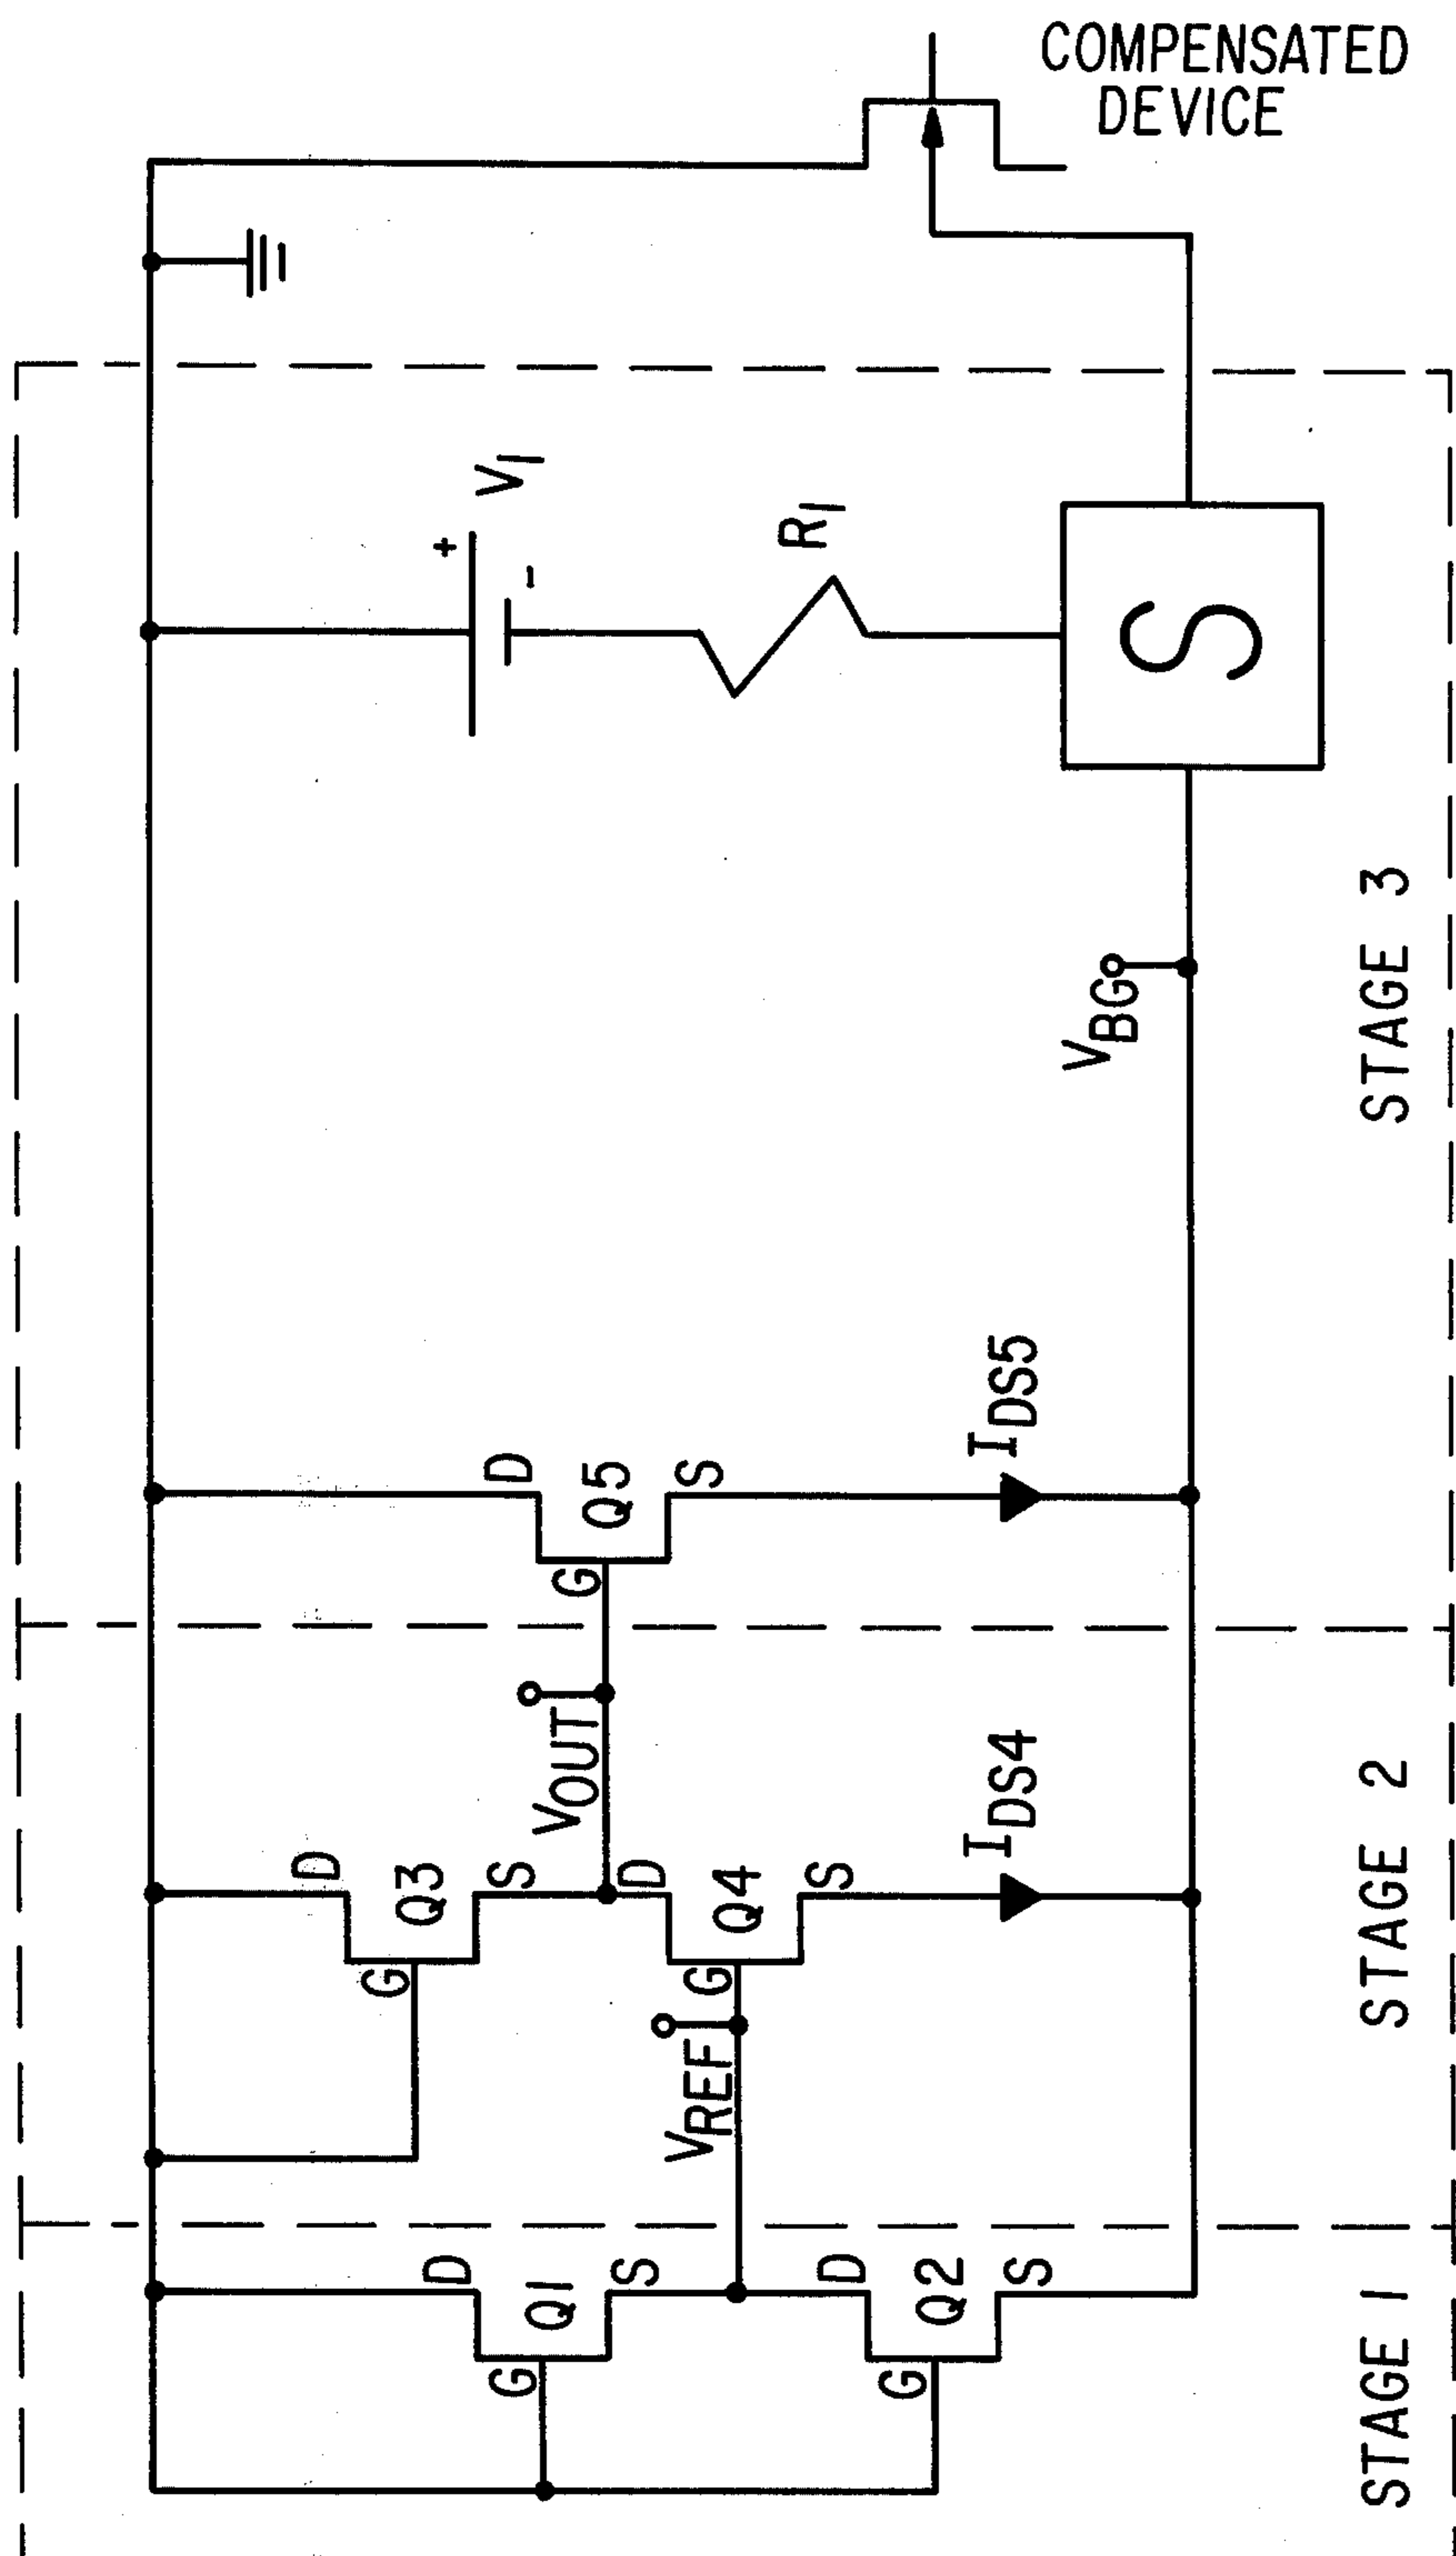 COMPENSATED
DEVICE
+
V1
-
R1
S
VBG
STAGE 3
D
Q5
S
G
IDS5
VOUT
D
Q3
S
G
D
Q4
S
G
IDS4
VREF
STAGE 2
D
Q1
S
G
D
Q2
S
G
STAGE 1